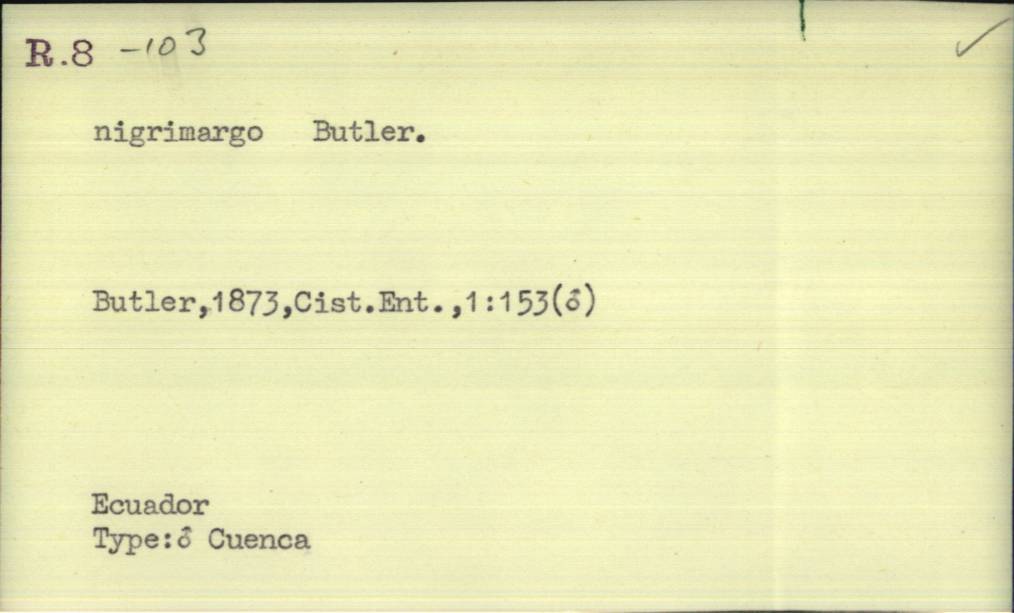 R.8 -103
nigrimargo Butler.
Butler,1873,Cist.Ent.,1:153(♂)
Ecuador
Type:♂ Cuenca